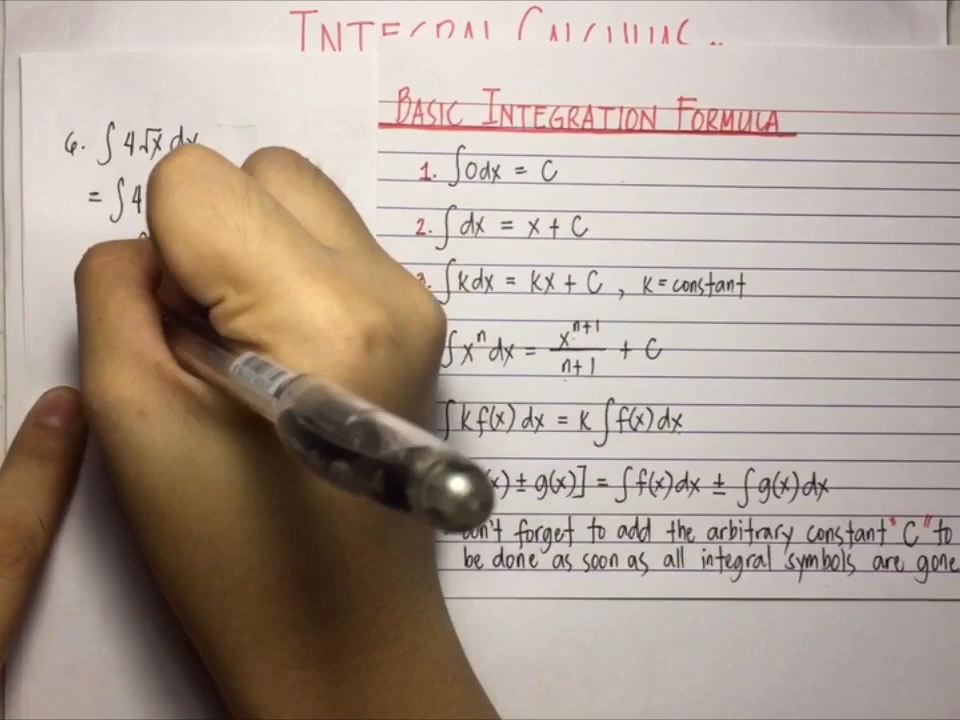 6. ∫ 4√x dx
= ∫ 4
BASIC INTEGRATION FORMULA
1. ∫0dx = C
2. ∫dx = x + C
∫kdx = kx + C , k = constant
∫xⁿdx = xⁿ⁺¹/n+1 + C
∫kf(x)dx = k∫f(x)dx
x) ± g(x)] = ∫f(x)dx ± ∫g(x)dx
forget to add the arbitrary constant "C" to
be done as soon as all integral symbols are gone